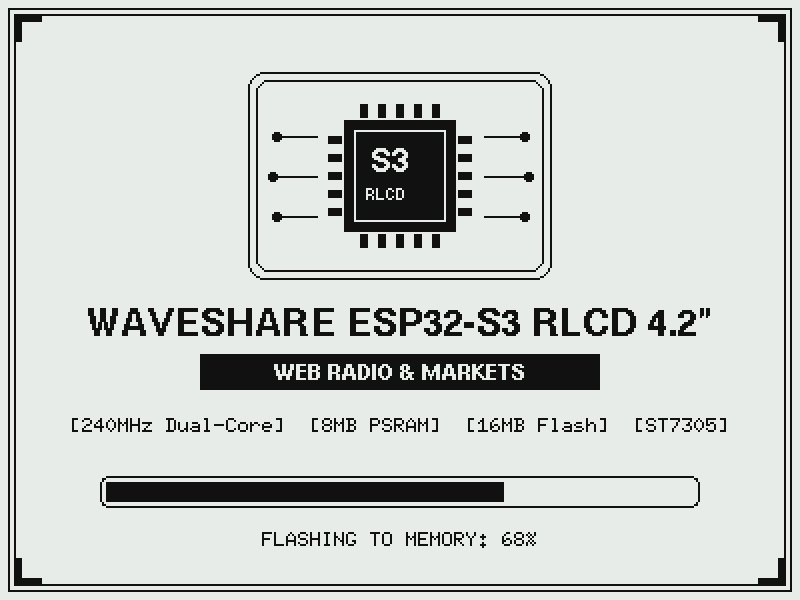 S3
RLCD
WAVESHARE ESP32-S3 RLCD 4.2"
WEB RADIO & MARKETS
[240MHz Dual-Core] [8MB PSRAM] [16MB Flash] [ST7305]
FLASHING TO MEMORY: 68%